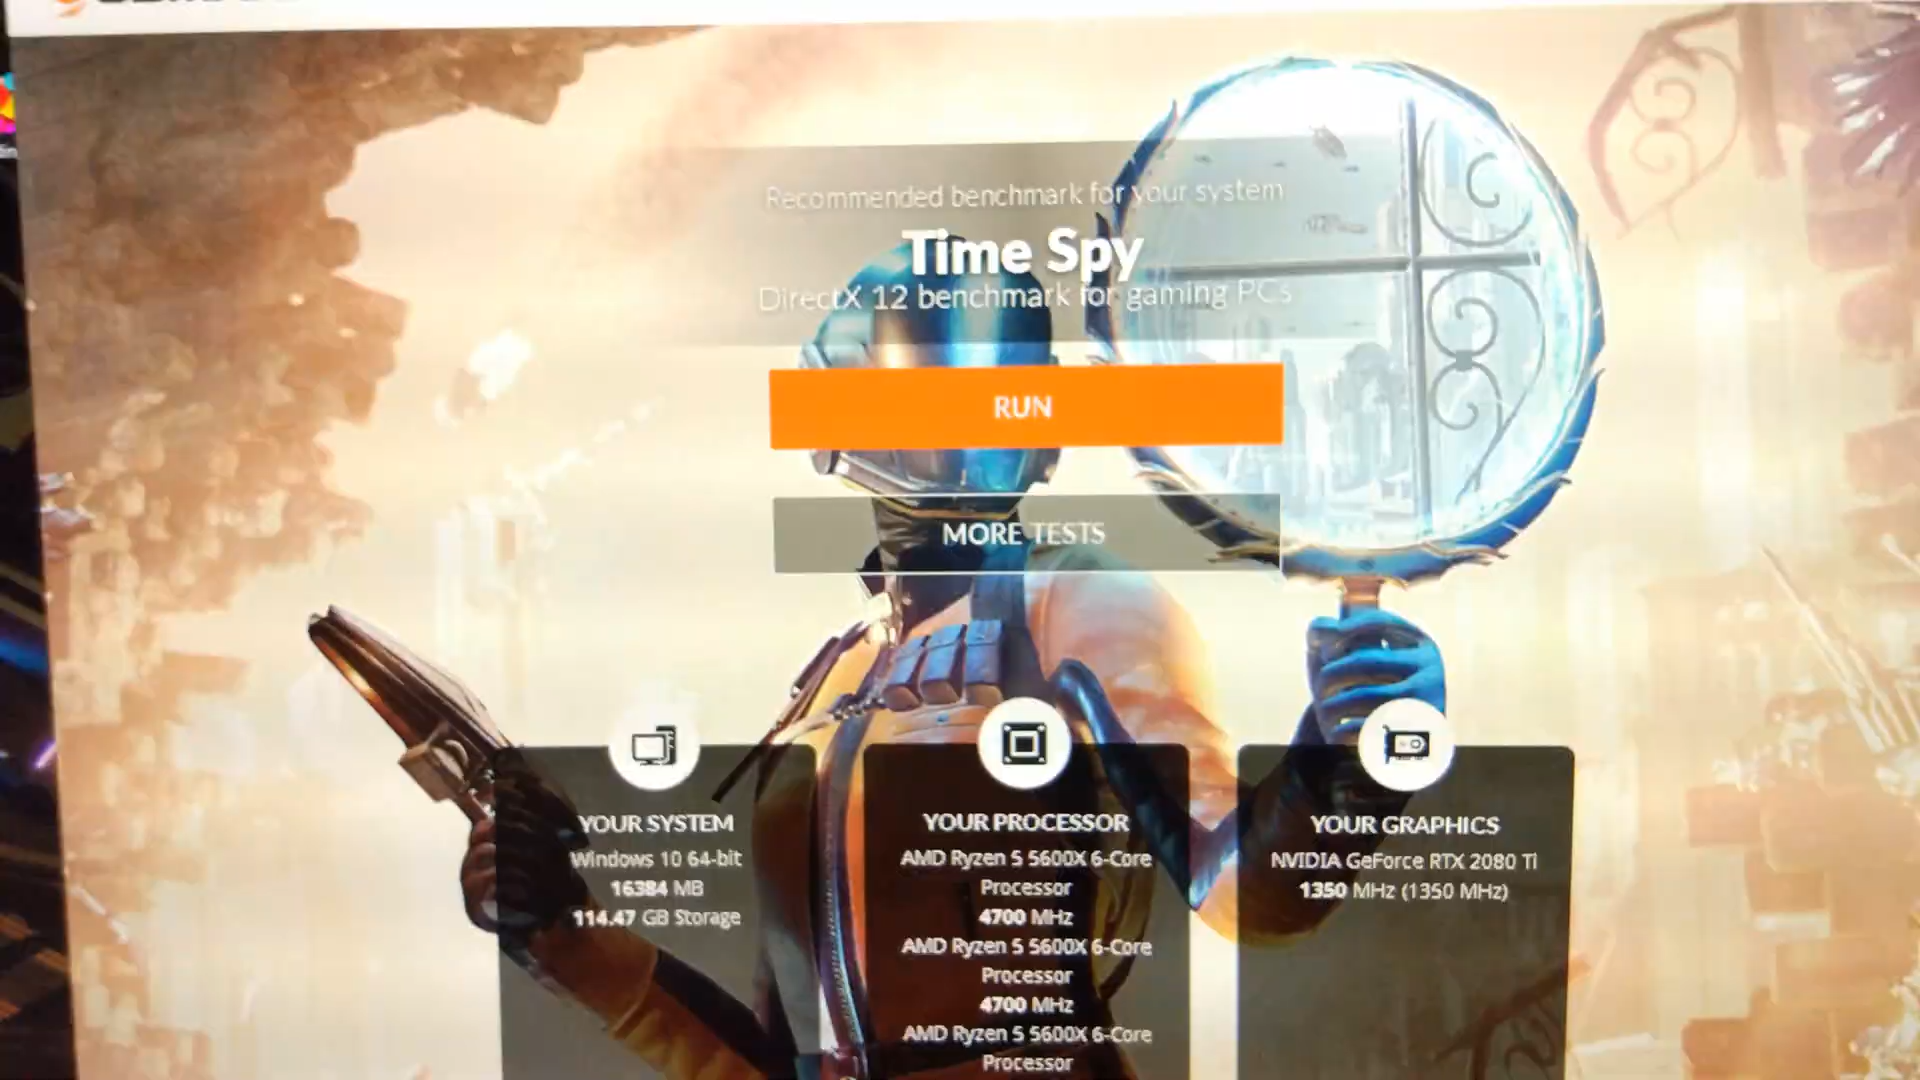 Recommended benchmark for your system
Time Spy
DirectX 12 benchmark for gaming PCs
RUN
MORE TESTS
YOUR SYSTEM
Windows 10 64-bit
16384 MB
114.47 GB Storage
YOUR PROCESSOR
AMD Ryzen 5 5600X 6-Core
Processor
4700 MHz
AMD Ryzen 5 5600X 6-Core
Processor
4700 MHz
AMD Ryzen 5 5600X 6-Core
Processor
YOUR GRAPHICS
NVIDIA GeForce RTX 2080 Ti
1350 MHz (1350 MHz)